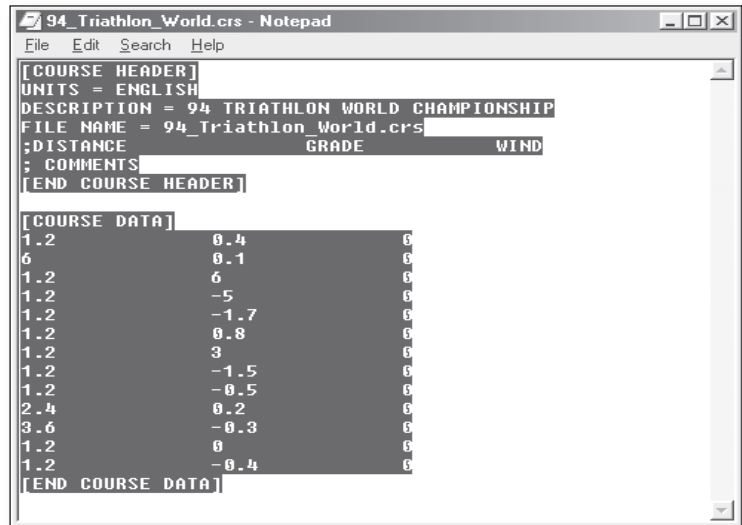 94_Triathlon_World.crs - Notepad
File Edit Search Help
[COURSE HEADER]
UNITS = ENGLISH
DESCRIPTION = 94 TRIATHLON WORLD CHAMPIONSHIP
FILE NAME = 94_Triathlon_World.crs
;DISTANCE GRADE WIND
; COMMENTS
[END COURSE HEADER]
[COURSE DATA]
1.2 0.4 0
6 0.1 0
1.2 6 0
1.2 -5 0
1.2 -1.7 0
1.2 0.8 0
1.2 3 0
1.2 -1.5 0
1.2 -0.5 0
2.4 0.2 0
3.6 -0.3 0
1.2 0 0
1.2 -0.4 0
[END COURSE DATA]